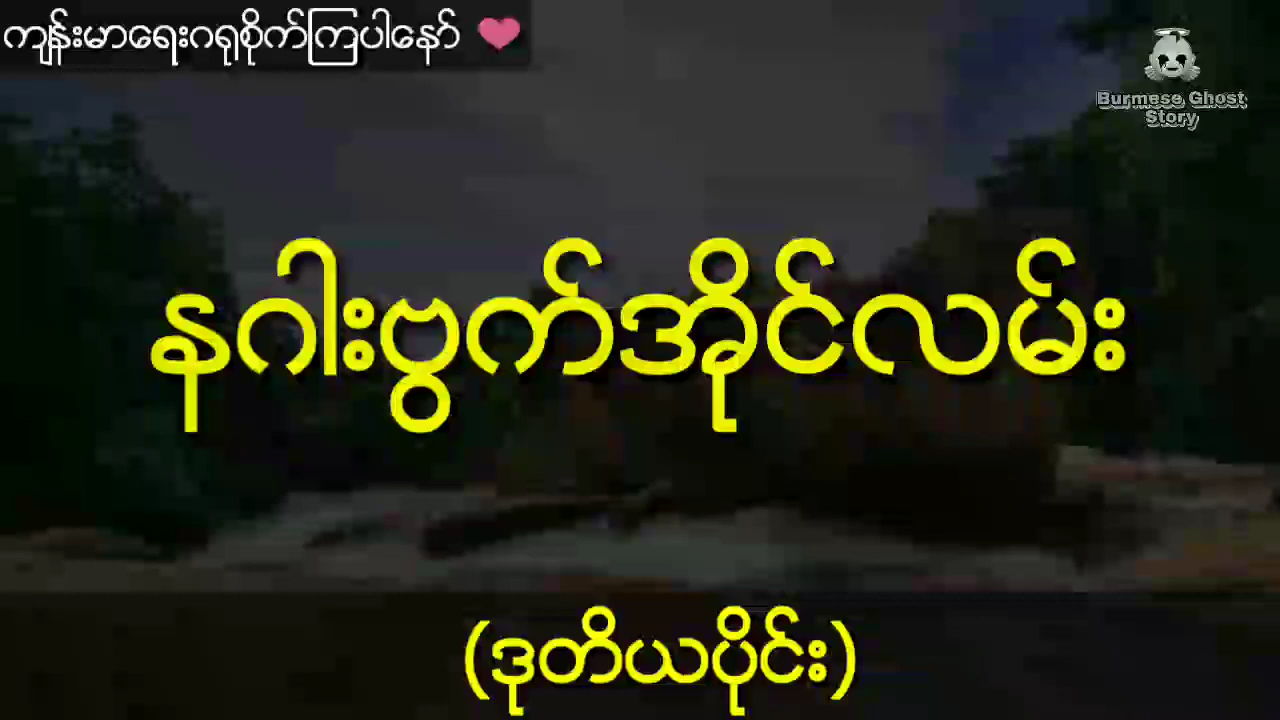 ကျန်းမာရေးဂရုစိုက်ကြပါနော် ❤
Burmese Ghost
Story
နဂါးဗွက်အိုင်လမ်း
(ဒုတိယပိုင်း)